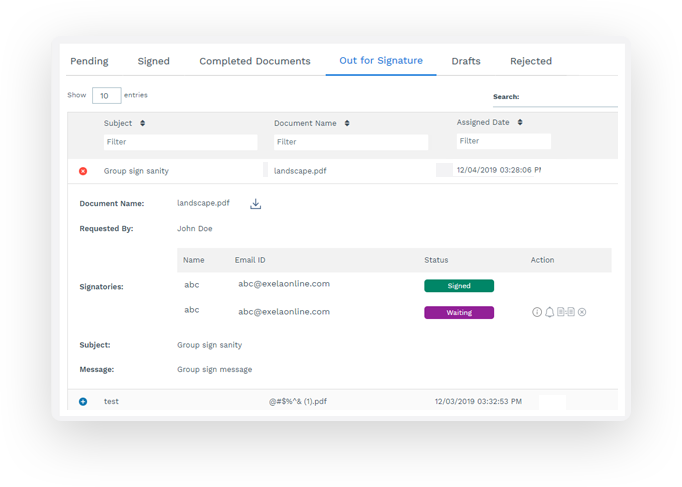 Pending Signed Completed Documents Out for Signature Drafts Rejected
Show 10 entries Search:
Subject Document Name Assigned Date
Filter Filter Filter
Group sign sanity landscape.pdf 12/04/2019 03:28:06 PM
Document Name: landscape.pdf
Requested By: John Doe
Name Email ID Status Action
Signatories: abc abc@exelaonline.com Signed
abc abc@exelaonline.com Waiting
Subject: Group sign sanity
Message: Group sign message
test @#$%^& (1).pdf 12/03/2019 03:32:53 PM